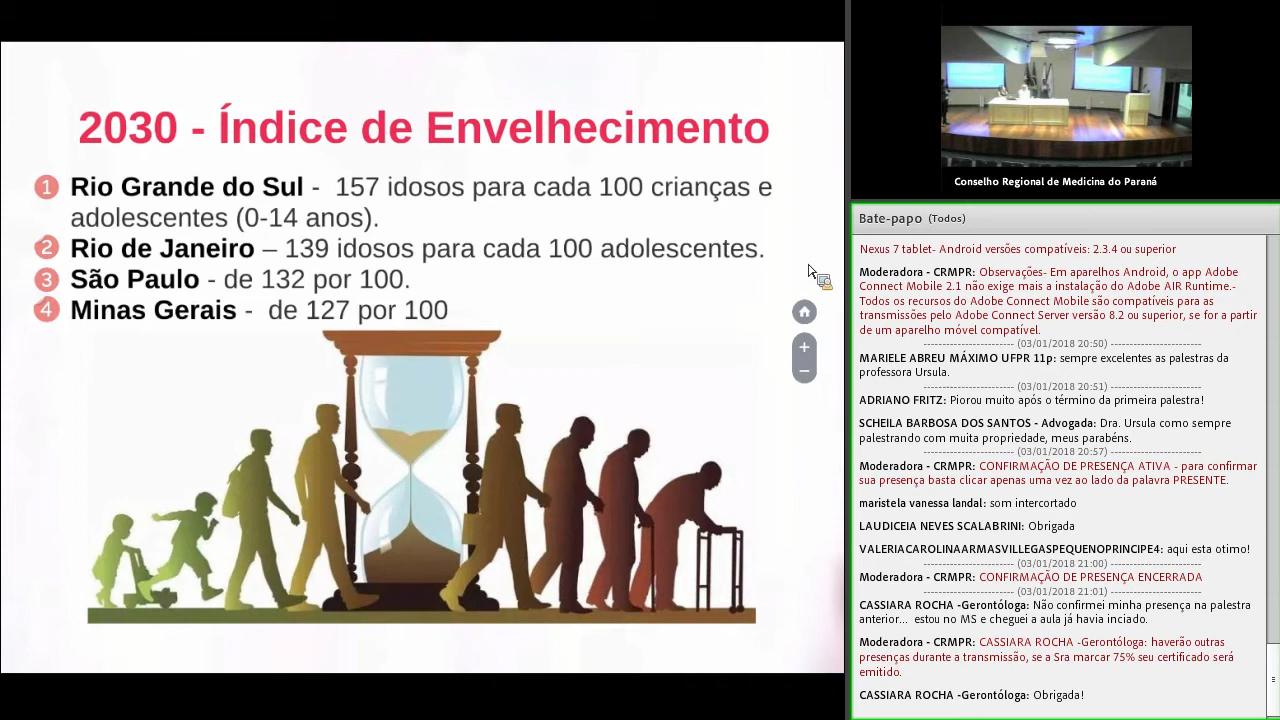 2030 - Índice de Envelhecimento
1 Rio Grande do Sul -  157 idosos para cada 100 crianças e
adolescentes (0-14 anos).
2 Rio de Janeiro – 139 idosos para cada 100 adolescentes.
3 São Paulo - de 132 por 100.
4 Minas Gerais -  de 127 por 100
Conselho Regional de Medicina do Paraná
Bate-papo (Todos)
Nexus 7 tablet- Android versões compatíveis: 2.3.4 ou superior
Moderadora - CRMPR: Observações- Em aparelhos Android, o app Adobe
Connect Mobile 2.1 não exige mais a instalação do Adobe AIR Runtime.-
Todos os recursos do Adobe Connect Mobile são compatíveis para as
transmissões pelo Adobe Connect Server versão 8.2 ou superior, se for a partir
de um aparelho móvel compatível.
------------------------ (03/01/2018 20:50) ------------------------
MARIELE ABREU MÁXIMO UFPR 11p: sempre excelentes as palestras da
professora Ursula.
------------------------ (03/01/2018 20:51) ------------------------
ADRIANO FRITZ: Piorou muito após o término da primeira palestra!
SCHEILA BARBOSA DOS SANTOS - Advogada: Dra. Ursula como sempre
palestrando com muita propriedade, meus parabéns.
------------------------ (03/01/2018 20:57) ------------------------
Moderadora - CRMPR: CONFIRMAÇÃO DE PRESENÇA ATIVA - para confirmar
sua presença basta clicar apenas uma vez ao lado da palavra PRESENTE.
maristela vanessa landal: som intercortado
LAUDICEIA NEVES SCALABRINI: Obrigada
VALERIACAROLINAARMASVILLEGASPEQUENOPRINCIPE4: aqui esta otimo!
------------------------ (03/01/2018 21:00) ------------------------
Moderadora - CRMPR: CONFIRMAÇÃO DE PRESENÇA ENCERRADA
------------------------ (03/01/2018 21:01) ------------------------
CASSIARA ROCHA -Gerontóloga: Não confirmei minha presença na palestra
anterior...  estou no MS e cheguei a aula já havia inciado.
Moderadora - CRMPR: CASSIARA ROCHA -Gerontóloga: haverão outras
presenças durante a transmissão, se a Sra marcar 75% seu certificado será
emitido.
CASSIARA ROCHA -Gerontóloga: Obrigada!